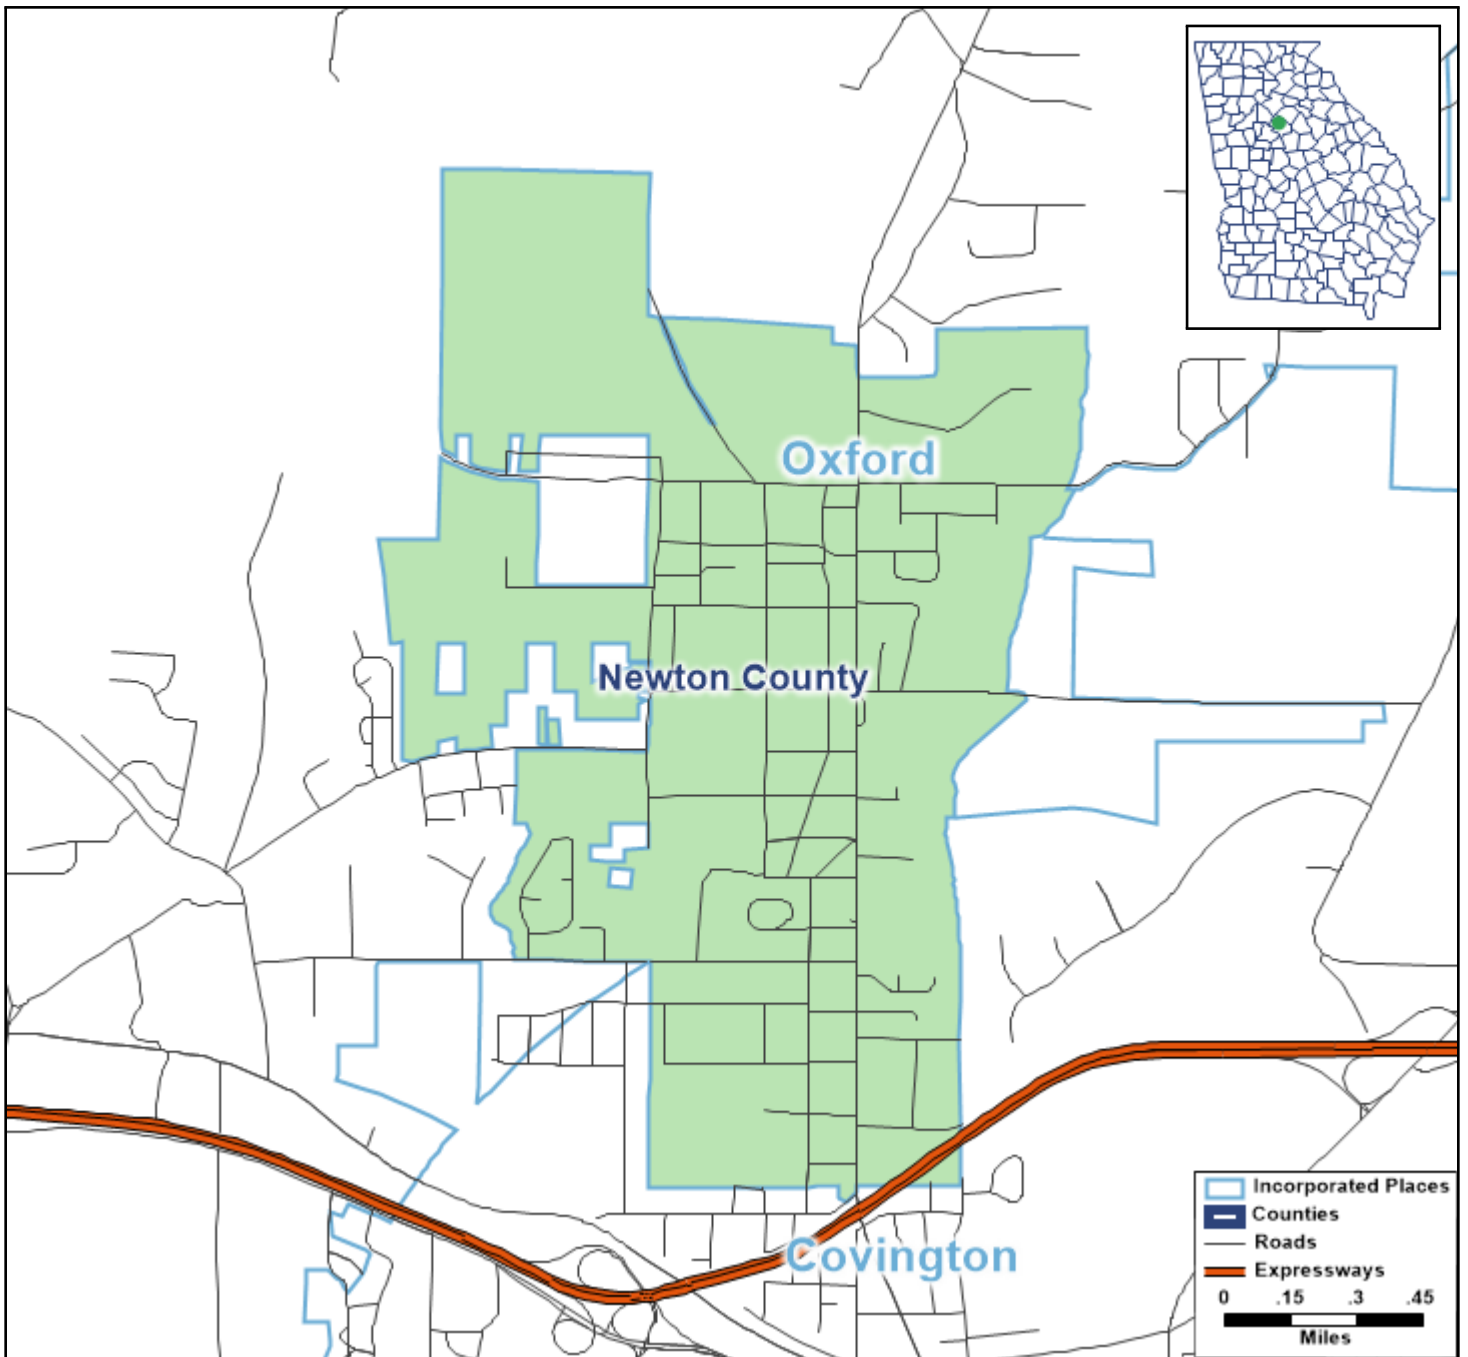 Oxford
Newton County
Covington
Incorporated Places
Counties
Roads
Expressways
0 .15 .3 .45
Miles